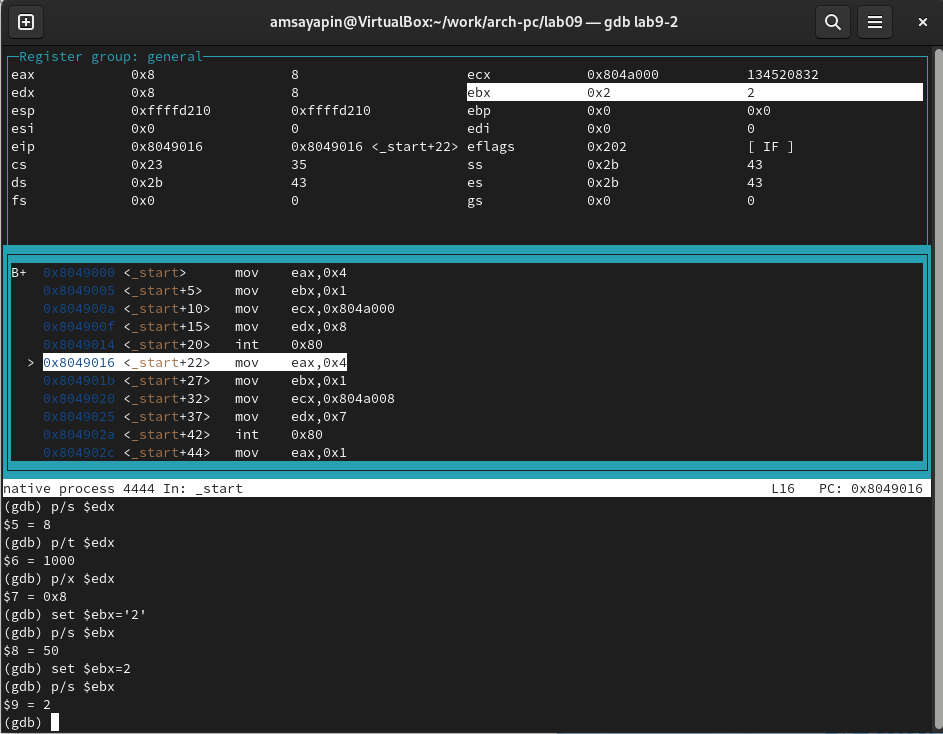 amsayapin@VirtualBox:~/work/arch-pc/lab09 — gdb lab9-2
Register group: general
eax 0x8 8 ecx 0x804a000 134520832
edx 0x8 8 ebx 0x2 2
esp 0xffffd210 0xffffd210 ebp 0x0 0x0
esi 0x0 0 edi 0x0 0
eip 0x8049016 0x8049016 <_start+22> eflags 0x202 [ IF ]
cs 0x23 35 ss 0x2b 43
ds 0x2b 43 es 0x2b 43
fs 0x0 0 gs 0x0 0
B+ 0x8049000 <_start> mov eax,0x4
0x8049005 <_start+5> mov ebx,0x1
0x804900a <_start+10> mov ecx,0x804a000
0x804900f <_start+15> mov edx,0x8
0x8049014 <_start+20> int 0x80
> 0x8049016 <_start+22> mov eax,0x4
0x804901b <_start+27> mov ebx,0x1
0x8049020 <_start+32> mov ecx,0x804a008
0x8049025 <_start+37> mov edx,0x7
0x804902a <_start+42> int 0x80
0x804902c <_start+44> mov eax,0x1
native process 4444 In: _start L16 PC: 0x8049016
(gdb) p/s $edx
$5 = 8
(gdb) p/t $edx
$6 = 1000
(gdb) p/x $edx
$7 = 0x8
(gdb) set $ebx='2'
(gdb) p/s $ebx
$8 = 50
(gdb) set $ebx=2
(gdb) p/s $ebx
$9 = 2
(gdb)